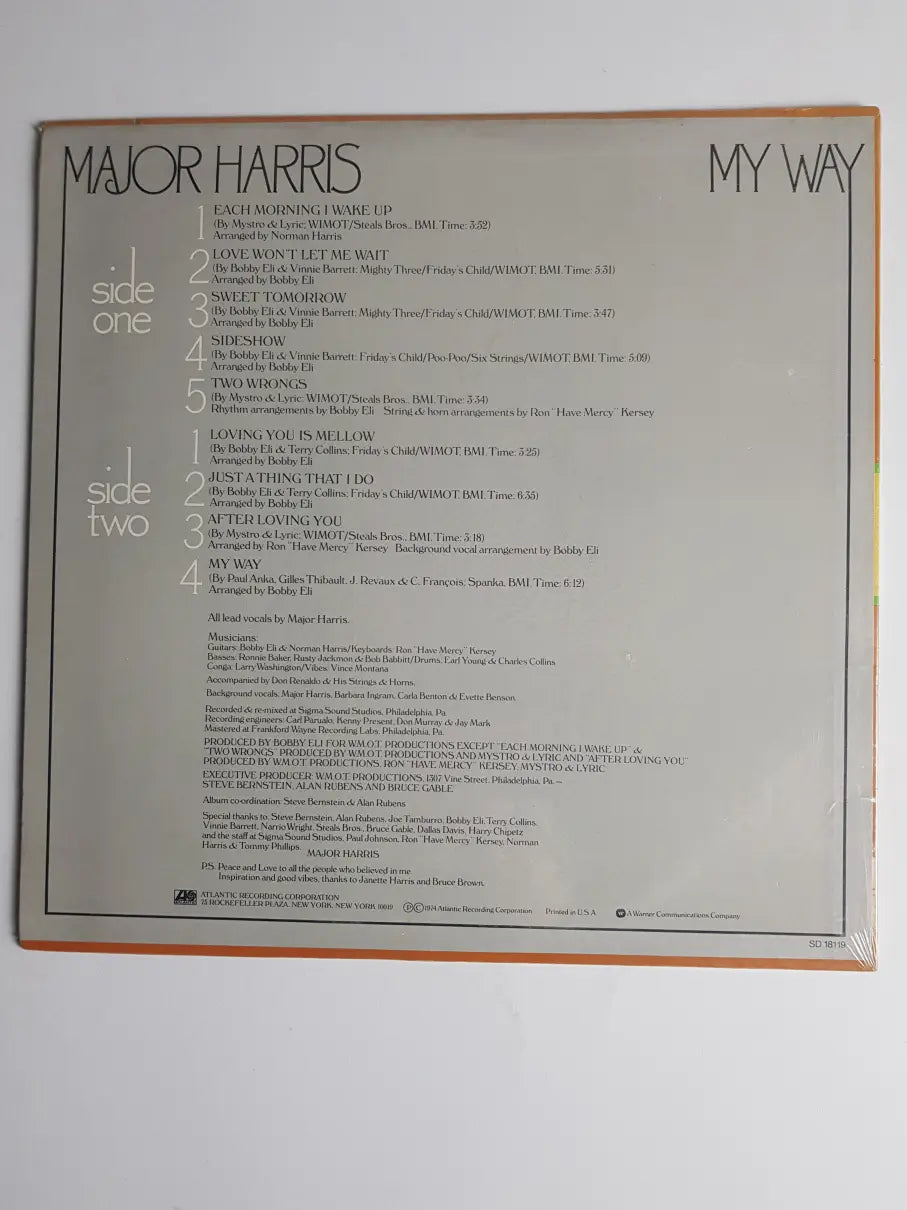 MAJOR HARRIS
MY WAY
side
one
1 EACH MORNING I WAKE UP
(By Mystro & Lyric; WIMOT/Steals Bros., BMI. Time: 3:52)
Arranged by Norman Harris
2 LOVE WON'T LET ME WAIT
(By Bobby Eli & Vinnie Barrett; Mighty Three/Friday's Child/WIMOT, BMI. Time: 5:31)
Arranged by Bobby Eli
3 SWEET TOMORROW
(By Bobby Eli & Vinnie Barrett; Mighty Three/Friday's Child/WIMOT, BMI. Time: 3:47)
Arranged by Bobby Eli
4 SIDESHOW
(By Bobby Eli & Vinnie Barrett; Friday's Child/Poo-Poo/Six Strings/WIMOT, BMI. Time: 5:09)
Arranged by Bobby Eli
5 TWO WRONGS
(By Mystro & Lyric; WIMOT/Steals Bros., BMI. Time: 3:34)
Rhythm arrangements by Bobby Eli String & horn arrangements by Ron "Have Mercy" Kersey
side
two
1 LOVING YOU IS MELLOW
(By Bobby Eli & Terry Collins; Friday's Child/WIMOT, BMI. Time: 3:25)
Arranged by Bobby Eli
2 JUST A THING THAT I DO
(By Bobby Eli & Terry Collins; Friday's Child/WIMOT, BMI. Time: 6:35)
Arranged by Bobby Eli
3 AFTER LOVING YOU
(By Mystro & Lyric; WIMOT/Steals Bros., BMI. Time: 3:18)
Arranged by Ron "Have Mercy" Kersey Background vocal arrangement by Bobby Eli
4 MY WAY
(By Paul Anka, Gilles Thibault, J. Revaux & C. François; Spanka, BMI. Time: 6:12)
Arranged by Bobby Eli
All lead vocals by Major Harris.
Musicians:
Guitars: Bobby Eli & Norman Harris/Keyboards: Ron "Have Mercy" Kersey
Basses: Ronnie Baker, Rusty Jackmon & Bob Babbitt/Drums: Earl Young & Charles Collins
Conga: Larry Washington/Vibes: Vince Montana
Accompanied by Don Renaldo & His Strings & Horns.
Background vocals: Major Harris, Barbara Ingram, Carla Benton & Evette Benson.
Recorded & re-mixed at Sigma Sound Studios, Philadelphia, Pa.
Recording engineers: Carl Parualo, Kenny Present, Don Murray & Jay Mark
Mastered at Frankford Wayne Recording Labs, Philadelphia, Pa.
PRODUCED BY BOBBY ELI FOR W.M.O.T. PRODUCTIONS EXCEPT "EACH MORNING I WAKE UP" &
"TWO WRONGS" PRODUCED BY W.M.O.T. PRODUCTIONS AND MYSTRO & LYRIC AND "AFTER LOVING YOU"
PRODUCED BY W.M.O.T. PRODUCTIONS, RON "HAVE MERCY" KERSEY, MYSTRO & LYRIC
EXECUTIVE PRODUCER: W.M.O.T. PRODUCTIONS, 1307 Vine Street, Philadelphia, Pa.—
STEVE BERNSTEIN, ALAN RUBENS AND BRUCE GABLE
Album co-ordination: Steve Bernstein & Alan Rubens
Special thanks to: Steve Bernstein, Alan Rubens, Joe Tamburro, Bobby Eli, Terry Collins,
Vinnie Barrett, Narrio Wright, Steals Bros., Bruce Gable, Dallas Davis, Harry Chipetz
and the staff at Sigma Sound Studios, Paul Johnson, Ron "Have Mercy" Kersey, Norman
Harris & Tommy Phillips.
MAJOR HARRIS
P.S. Peace and Love to all the people who believed in me.
Inspiration and good vibes, thanks to Janette Harris and Bruce Brown.
ATLANTIC RECORDING CORPORATION
75 ROCKEFELLER PLAZA, NEW YORK, NEW YORK 10019 ℗©1974 Atlantic Recording Corporation Printed in U.S.A. A Warner Communications Company
SD 18119